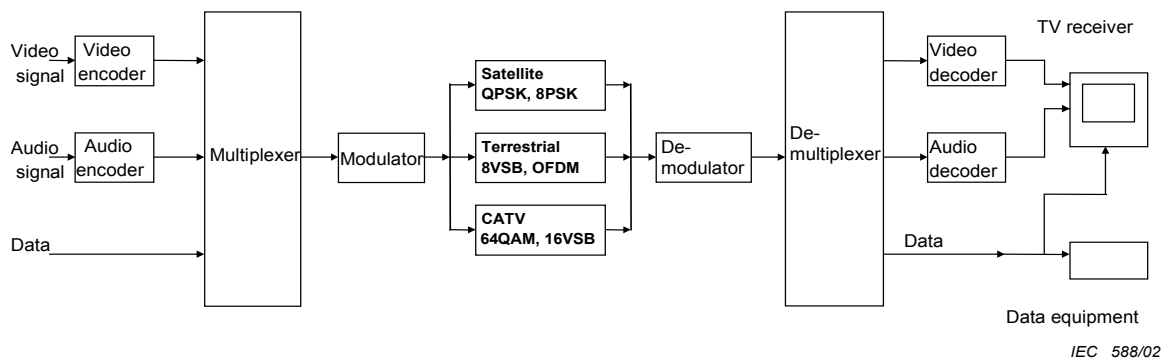 Video
signal
Video
encoder
Audio
signal
Audio
encoder
Data
Multiplexer
Modulator
Satellite
QPSK, 8PSK
Terrestrial
8VSB, OFDM
CATV
64QAM, 16VSB
De-
modulator
De-
multiplexer
Video
decoder
Audio
decoder
Data
TV receiver
Data equipment
IEC 588/02